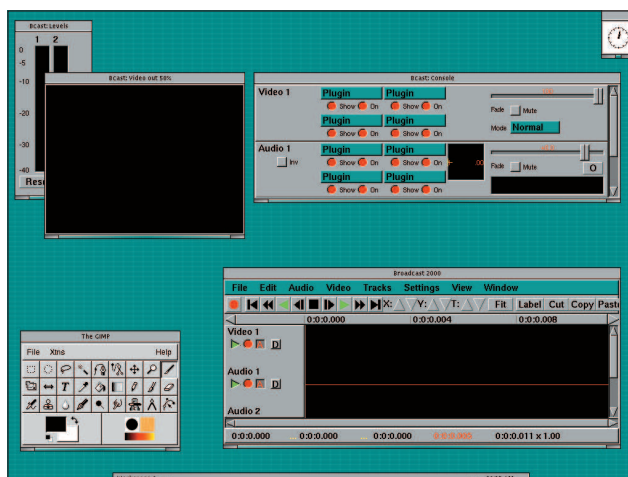 Bcast: Levels
1 2
0
-5
-10
-20
-30
-40
Bcast: Video out 50%
Bcast: Console
Video 1
Plugin Plugin
Show On Show On
Plugin Plugin
Show On Show On
Fade Mute
Mode Normal
Audio 1
Inv
Plugin Plugin
Show On Show On
Plugin Plugin
Show On Show On
.00
Fade Mute
O
Broadcast 2000
File Edit Audio Video Tracks Settings View Window
X: Y: T: Fit Label Cut Copy
0:0:0.000 0:0:0.004 0:0:0.008
Video 1
D
Audio 1
D
Audio 2
0:0:0.000 ... 0:0:0.000 ... 0:0:0.000 0:0:0.000 0:0:0.011 x 1.00
The GIMP
File Xtns Help
T